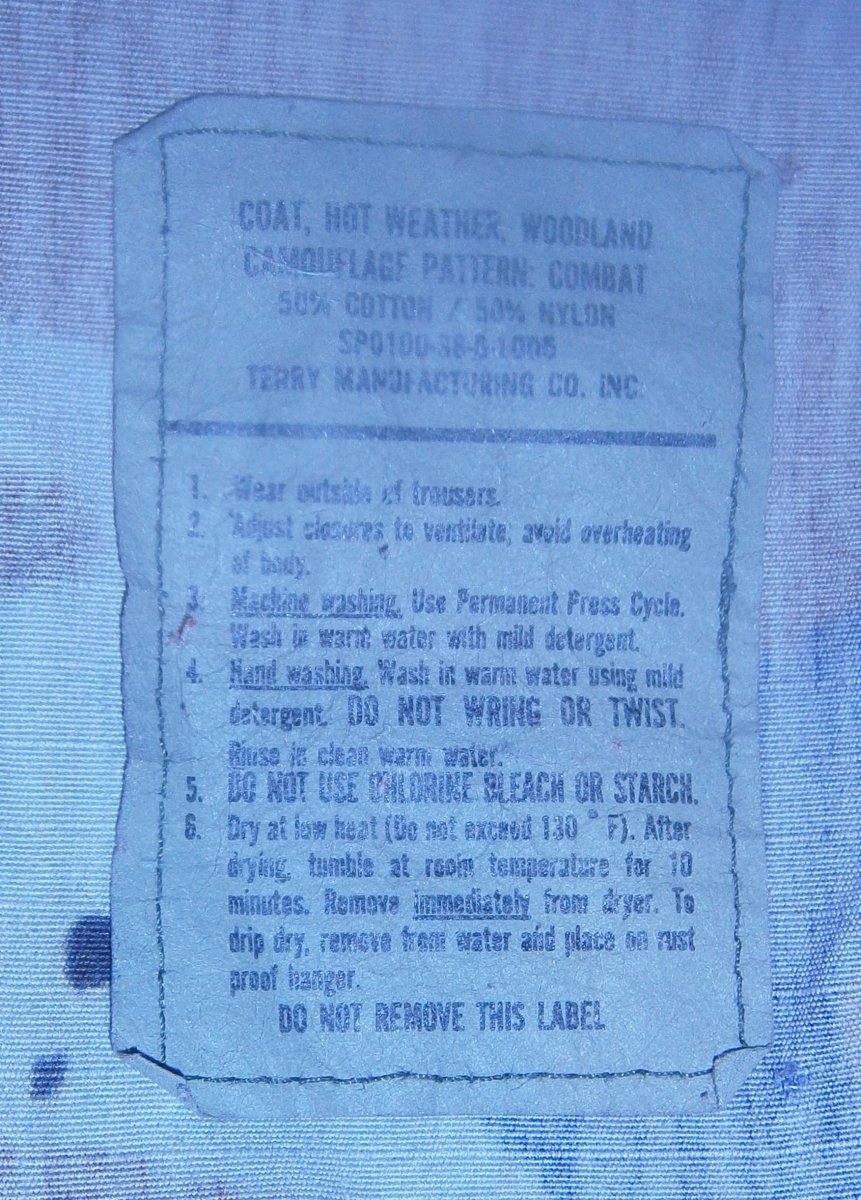 COAT, HOT WEATHER, WOODLAND
CAMOUFLAGE PATTERN: COMBAT
50% COTTON / 50% NYLON
TERRY MANUFACTURING CO. INC.
1. Wear outside of trousers.
2. Adjust closures to ventilate, avoid overheating
of body.
3. Machine washing. Use Permanent Press Cycle.
Wash in warm water with mild detergent.
4. Hand washing. Wash in warm water using mild
detergent. DO NOT WRING OR TWIST.
Rinse in clean warm water.
5. DO NOT USE CHLORINE BLEACH OR STARCH.
6. Dry at low heat (Do not exceed 130° F). After
drying, tumble at room temperature for 10
minutes. Remove immediately from dryer. To
drip dry, remove from water and place on rust
proof hanger.
DO NOT REMOVE THIS LABEL